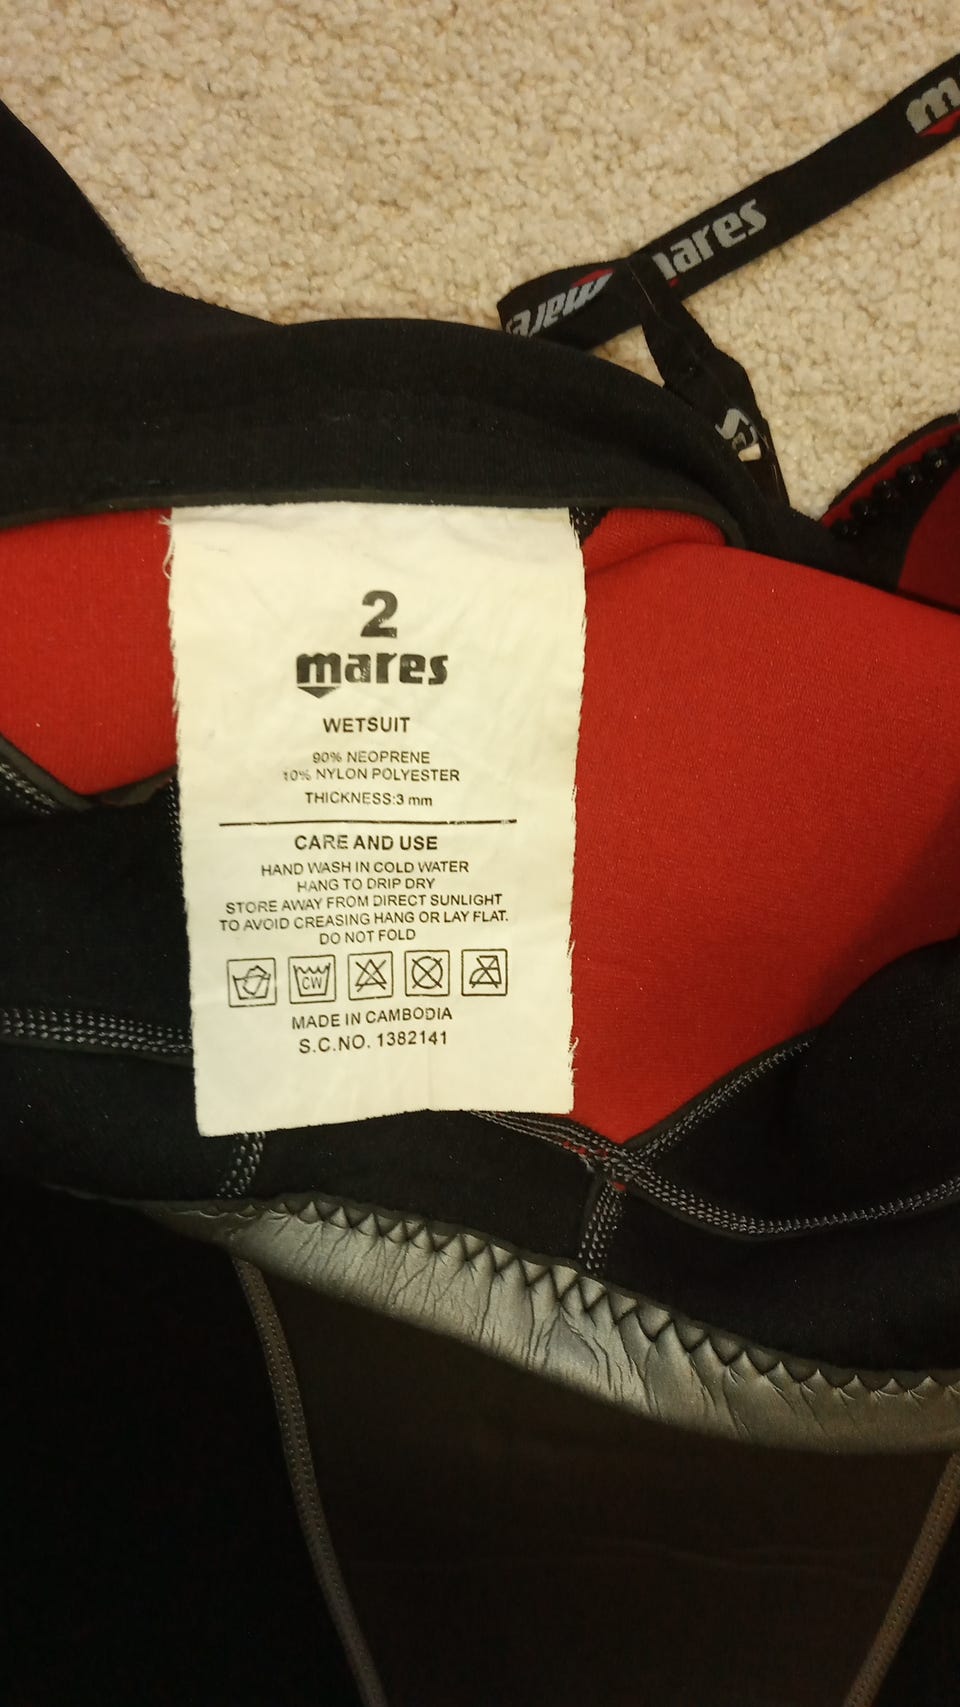 mares
mares
2
mares
WETSUIT
90% NEOPRENE
10% NYLON POLYESTER
THICKNESS:3 mm
CARE AND USE
HAND WASH IN COLD WATER
HANG TO DRIP DRY
STORE AWAY FROM DIRECT SUNLIGHT
TO AVOID CREASING HANG OR LAY FLAT.
DO NOT FOLD
CW
MADE IN CAMBODIA
S.C.NO. 1382141